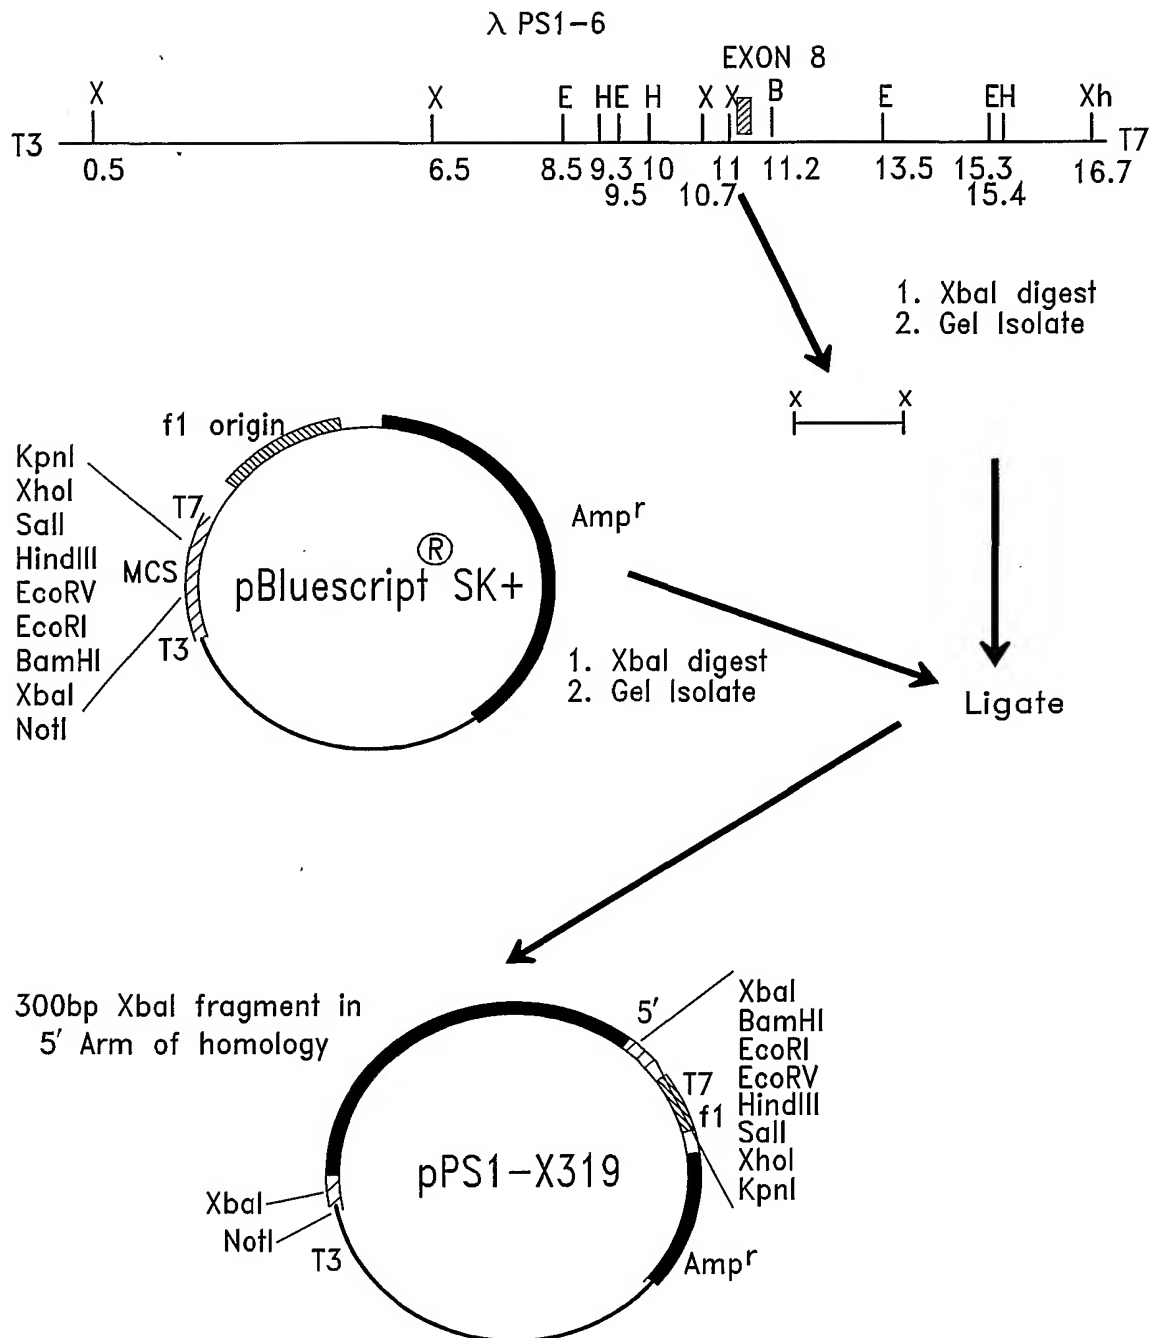 λ PS1-6
EXON 8
X X E H E H X X B E E H Xh
T3 T7
0.5 6.5 8.5 9.3 10 11 11.2 13.5 15.3 16.7
9.5 10.7 15.4
1. XbaI digest
2. Gel Isolate
x x
f1 origin
KpnI
XhoI
SalI
HindIII
EcoRV
EcoRI
BamHI
XbaI
NotI
T7
MCS
T3
pBluescript® SK+
Ampr
1. XbaI digest
2. Gel Isolate
Ligate
300bp XbaI fragment in
5' Arm of homology
5'
XbaI
BamHI
EcoRI
EcoRV
HindIII
SalI
XhoI
KpnI
T7
f1
pPS1-X319
XbaI
NotI
T3
Ampr